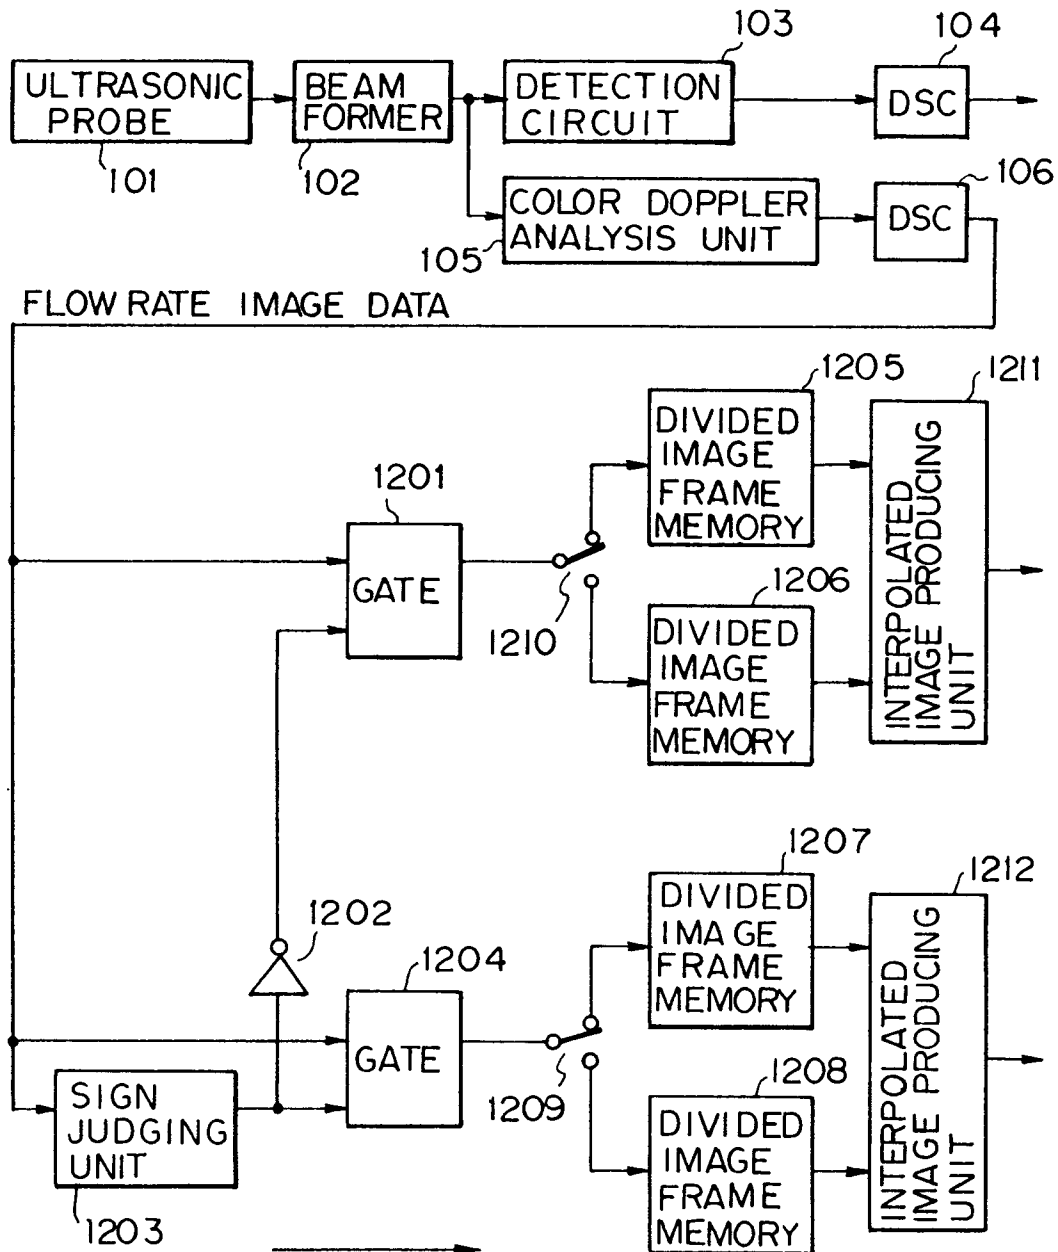 103
104
ULTRASONIC
PROBE
BEAM
FORMER
DETECTION
CIRCUIT
DSC
101
102
106
COLOR DOPPLER
ANALYSIS UNIT
DSC
105
FLOW RATE IMAGE DATA
1205
1211
DIVIDED
IMAGE
FRAME
MEMORY
INTERPOLATED
IMAGE PRODUCING
UNIT
1201
GATE
1210
1206
DIVIDED
IMAGE
FRAME
MEMORY
1207
1212
DIVIDED
IMAGE
FRAME
MEMORY
INTERPOLATED
IMAGE PRODUCING
UNIT
1202
1204
GATE
1209
1208
SIGN
JUDGING
UNIT
DIVIDED
IMAGE
FRAME
MEMORY
1203